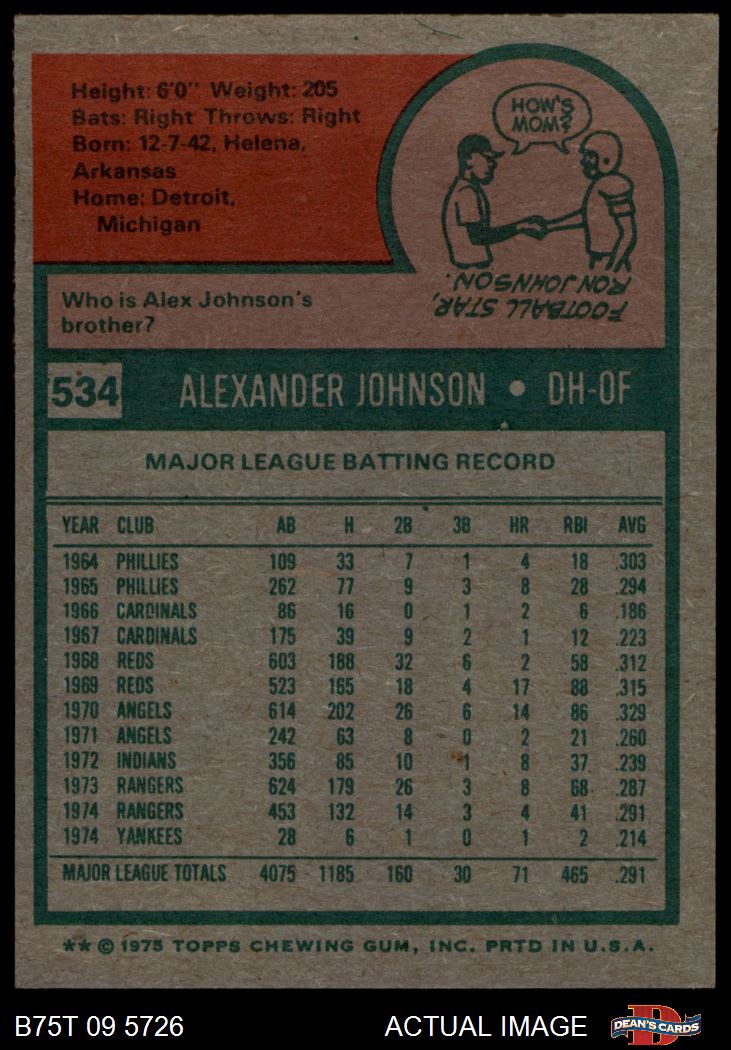 Height: 6'0" Weight: 205
Bats: Right Throws: Right
Born: 12-7-42, Helena,
Arkansas
Home: Detroit,
Michigan
HOW'S
MOM?
Who is Alex Johnson's
brother?
FOOTBALL STAR,
RON JOHNSON.
534 ALEXANDER JOHNSON • DH-OF
MAJOR LEAGUE BATTING RECORD
YEAR CLUB AB H 2B 3B HR RBI AVG
1964 PHILLIES 109 33 7 1 4 18 .303
1965 PHILLIES 262 77 9 3 8 28 .294
1966 CARDINALS 86 16 0 1 2 6 .186
1967 CARDINALS 175 39 9 2 1 12 .223
1968 REDS 603 188 32 6 2 58 .312
1969 REDS 523 165 18 4 17 88 .315
1970 ANGELS 614 202 26 6 14 86 .329
1971 ANGELS 242 63 8 0 2 21 .260
1972 INDIANS 356 85 10 1 8 37 .239
1973 RANGERS 624 179 26 3 8 68 .287
1974 RANGERS 453 132 14 3 4 41 .291
1974 YANKEES 28 6 1 0 1 2 .214
MAJOR LEAGUE TOTALS 4075 1185 160 30 71 465 .291
** © 1975 TOPPS CHEWING GUM, INC. PRTD IN U.S.A.
B75T 09 5726 ACTUAL IMAGE D DEAN'S CARDS